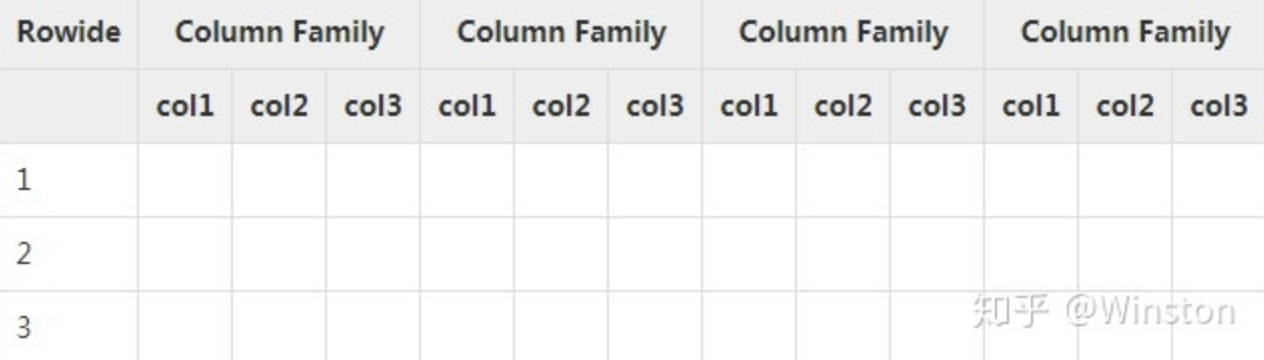 Rowide Column Family Column Family Column Family Column Family
col1 col2 col3 col1 col2 col3 col1 col2 col3 col1 col2 col3
1
2
3
知乎 @Winston